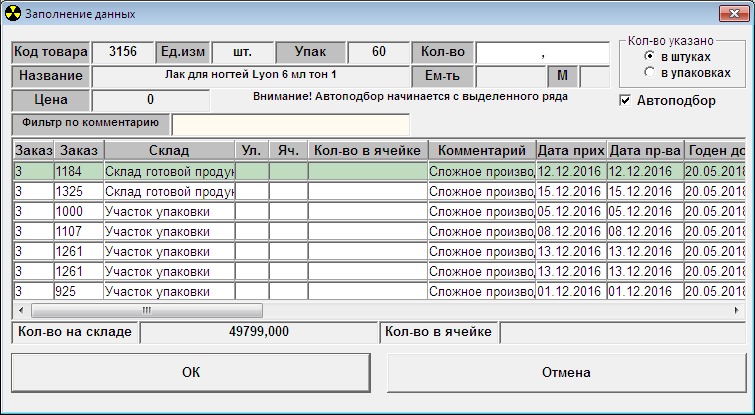 Заполнение данных
Код товара 3156 Ед.изм шт. Упак 60 Кол-во , Кол-во указано
в штуках
Название Лак для ногтей Lyon 6 мл тон 1 Ем-ть М в упаковках
Цена 0 Внимание! Автоподбор начинается с выделенного ряда Автоподбор
Фильтр по комментарию
Заказ Заказ Склад Ул. Яч. Кол-во в ячейке Комментарий Дата прих Дата пр-ва Годен до
3 1184 Склад готовой продук Сложное произво 12.12.2016 12.12.2016 20.05.2018
3 1325 Склад готовой продук Сложное произво 15.12.2016 15.12.2016 20.05.2018
3 1000 Участок упаковки Сложное произво 05.12.2016 05.12.2016 20.05.2018
3 1107 Участок упаковки Сложное произво 08.12.2016 08.12.2016 20.05.2018
3 1261 Участок упаковки Сложное произво 13.12.2016 13.12.2016 20.05.2018
3 1261 Участок упаковки Сложное произво 13.12.2016 13.12.2016 20.05.2018
3 925 Участок упаковки Сложное произво 01.12.2016 01.12.2016 20.05.2018
Кол-во на складе 49799,000 Кол-во в ячейке
ОК Отмена